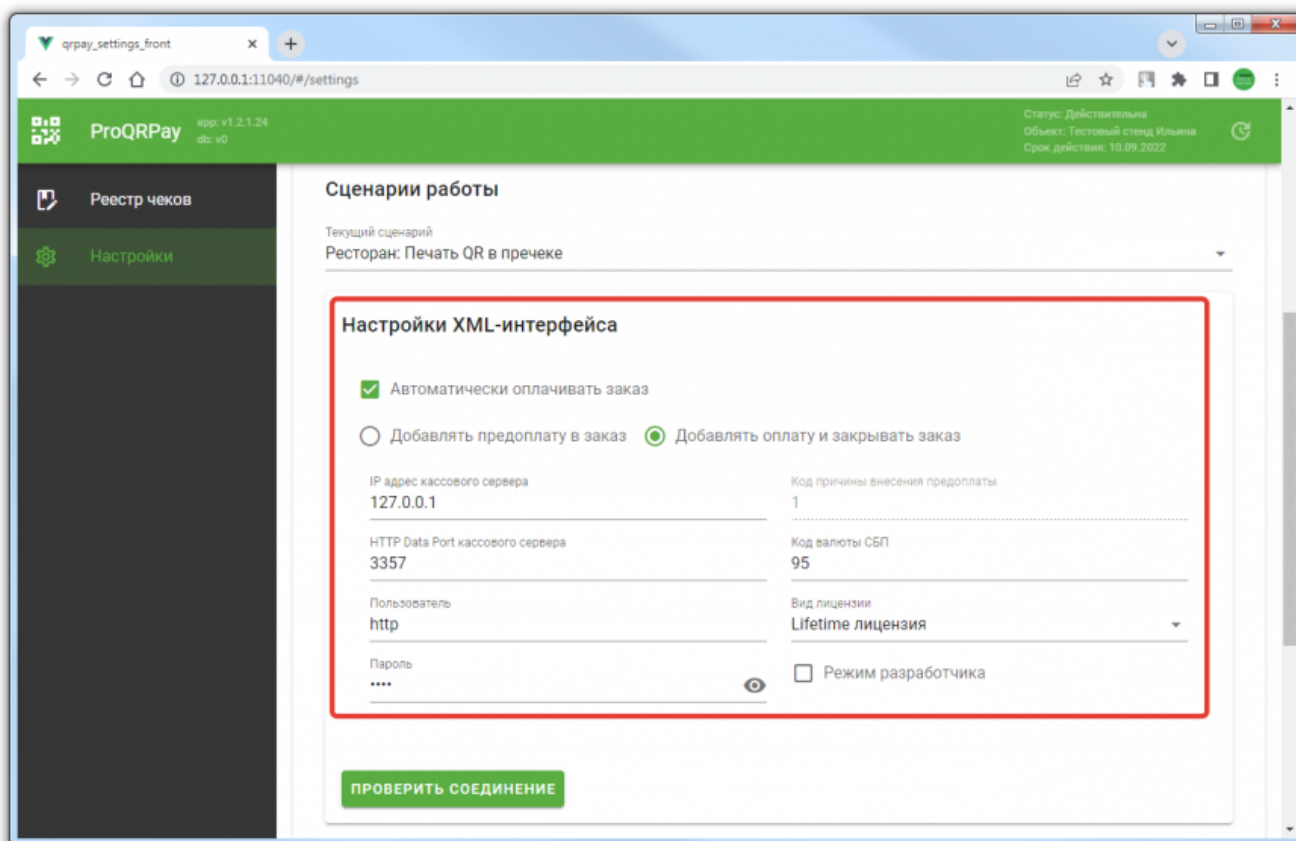 qrpay_settings_front
127.0.0.1:11040/#/settings
ProQRPay
app: v1.2.1.24
db: v0
Статус: Действительна
Объект: Тестовый стенд Ильина
Срок действия: 10.09.2022
Реестр чеков
Настройки
Сценарии работы
Текущий сценарий
Ресторан: Печать QR в пречеке
Настройки XML-интерфейса
Автоматически оплачивать заказ
Добавлять предоплату в заказ Добавлять оплату и закрывать заказ
IP адрес кассового сервера Код причины внесения предоплаты
127.0.0.1 1
HTTP Data Port кассового сервера Код валюты СБП
3357 95
Пользователь Вид лицензии
http Lifetime лицензия
Пароль
•••• Режим разработчика
ПРОВЕРИТЬ СОЕДИНЕНИЕ